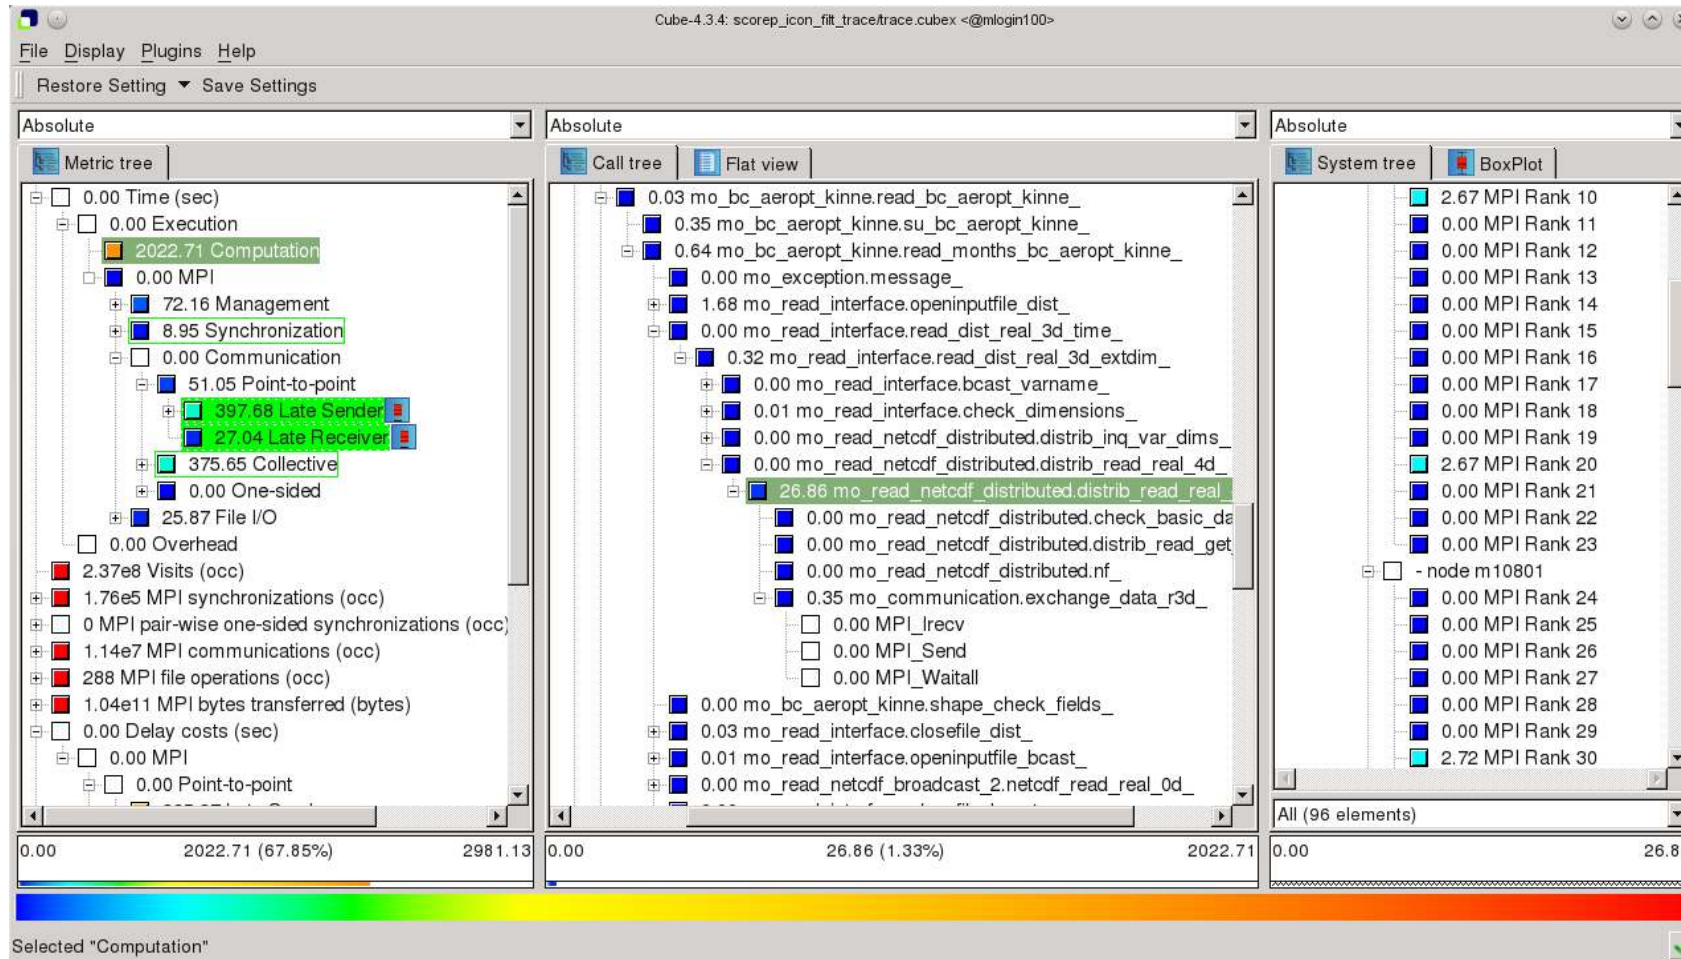 Cube-4.3.4: scorep_icon_filt_trace/trace.cubex <@mlogin100>
File Display Plugins Help
Restore Setting Save Settings
Absolute
Metric tree
0.00 Time (sec)
0.00 Execution
2022.71 Computation
0.00 MPI
72.16 Management
8.95 Synchronization
0.00 Communication
51.05 Point-to-point
397.68 Late Sender
27.04 Late Receiver
375.65 Collective
0.00 One-sided
25.87 File I/O
0.00 Overhead
2.37e8 Visits (occ)
1.76e5 MPI synchronizations (occ)
0 MPI pair-wise one-sided synchronizations (occ)
1.14e7 MPI communications (occ)
288 MPI file operations (occ)
1.04e11 MPI bytes transferred (bytes)
0.00 Delay costs (sec)
0.00 MPI
0.00 Point-to-point
0.00 2022.71 (67.85%) 2981.13
Absolute
Call tree Flat view
0.03 mo_bc_aeropt_kinne.read_bc_aeropt_kinne_
0.35 mo_bc_aeropt_kinne.su_bc_aeropt_kinne_
0.64 mo_bc_aeropt_kinne.read_months_bc_aeropt_kinne_
0.00 mo_exception.message_
1.68 mo_read_interface.openinputfile_dist_
0.00 mo_read_interface.read_dist_real_3d_time_
0.32 mo_read_interface.read_dist_real_3d_extdim_
0.00 mo_read_interface.bcast_varname_
0.01 mo_read_interface.check_dimensions_
0.00 mo_read_netcdf_distributed.distrib_inq_var_dims_
0.00 mo_read_netcdf_distributed.distrib_read_real_4d_
26.86 mo_read_netcdf_distributed.distrib_read_real_
0.00 mo_read_netcdf_distributed.check_basic_da
0.00 mo_read_netcdf_distributed.distrib_read_get_
0.00 mo_read_netcdf_distributed.nf_
0.35 mo_communication.exchange_data_r3d_
0.00 MPI_Irecv
0.00 MPI_Send
0.00 MPI_Waitall
0.00 mo_bc_aeropt_kinne.shape_check_fields_
0.03 mo_read_interface.closefile_dist_
0.01 mo_read_interface.openinputfile_bcast_
0.00 mo_read_netcdf_broadcast_2.netcdf_read_real_0d_
0.00 26.86 (1.33%) 2022.71
Absolute
System tree BoxPlot
2.67 MPI Rank 10
0.00 MPI Rank 11
0.00 MPI Rank 12
0.00 MPI Rank 13
0.00 MPI Rank 14
0.00 MPI Rank 15
0.00 MPI Rank 16
0.00 MPI Rank 17
0.00 MPI Rank 18
0.00 MPI Rank 19
2.67 MPI Rank 20
0.00 MPI Rank 21
0.00 MPI Rank 22
0.00 MPI Rank 23
- node m10801
0.00 MPI Rank 24
0.00 MPI Rank 25
0.00 MPI Rank 26
0.00 MPI Rank 27
0.00 MPI Rank 28
0.00 MPI Rank 29
2.72 MPI Rank 30
All (96 elements)
0.00 26.8
Selected "Computation"